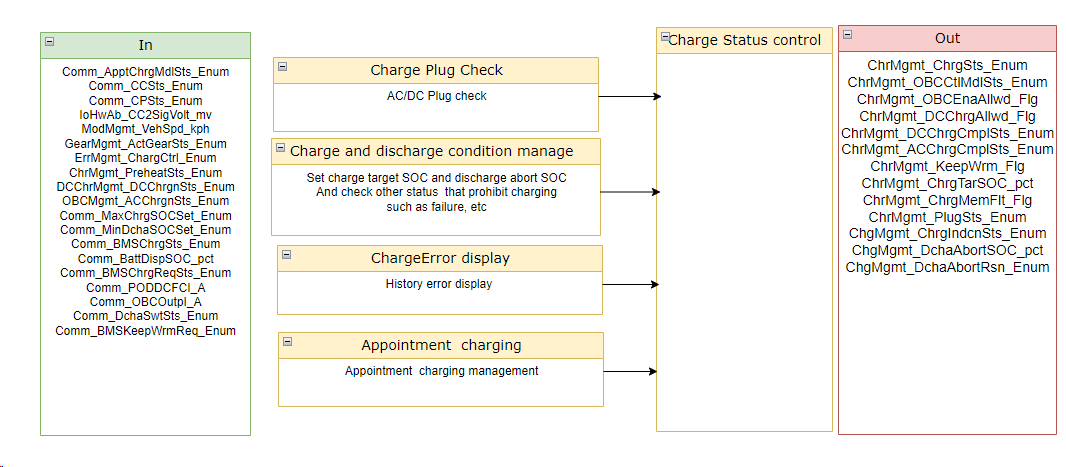 In
Comm_ApptChrgMdlSts_Enum
Comm_CCSts_Enum
Comm_CPSts_Enum
IoHwAb_CC2SigVolt_mv
ModMgmt_VehSpd_kph
GearMgmt_ActGearSts_Enum
ErrMgmt_ChargCtrl_Enum
ChrMgmt_PreheatSts_Enum
DCChrMgmt_DCChrgnSts_Enum
OBCMgmt_ACChrgnSts_Enum
Comm_MaxChrgSOCSet_Enum
Comm_MinDchaSOCSet_Enum
Comm_BMSChrgSts_Enum
Comm_BattDispSOC_pct
Comm_BMSChrgReqSts_Enum
Comm_PODDCFCI_A
Comm_OBCOutpI_A
Comm_DchaSwtSts_Enum
Comm_BMSKeepWrmReq_Enum
Charge Plug Check
AC/DC Plug check
Charge and discharge condition manage
Set charge target SOC and discharge abort SOC
And check other status that prohibit charging
such as failure, etc
ChargeError display
History error display
Appointment charging
Appointment charging management
Charge Status control
Out
ChrMgmt_ChrgSts_Enum
ChrMgmt_OBCCtlMdlSts_Enum
ChrMgmt_OBCEnaAllwd_Flg
ChrMgmt_DCChrgAllwd_Flg
ChrMgmt_DCChrgCmplSts_Enum
ChrMgmt_ACChrgCmplSts_Enum
ChrMgmt_KeepWrm_Flg
ChrMgmt_ChrgTarSOC_pct
ChrMgmt_ChrgMemFlt_Flg
ChrMgmt_PlugSts_Enum
ChgMgmt_ChrgIndcnSts_Enum
ChgMgmt_DchaAbortSOC_pct
ChgMgmt_DchaAbortRsn_Enum